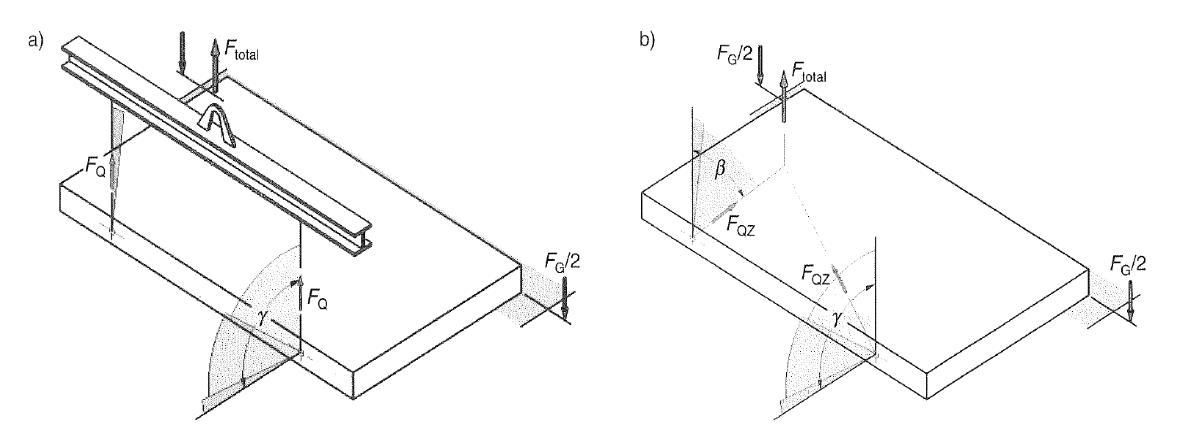 a)
F_total
F_Q
F_Q
γ
F_G/2
b)
F_G/2
F_total
β
F_QZ
F_QZ
γ
F_G/2